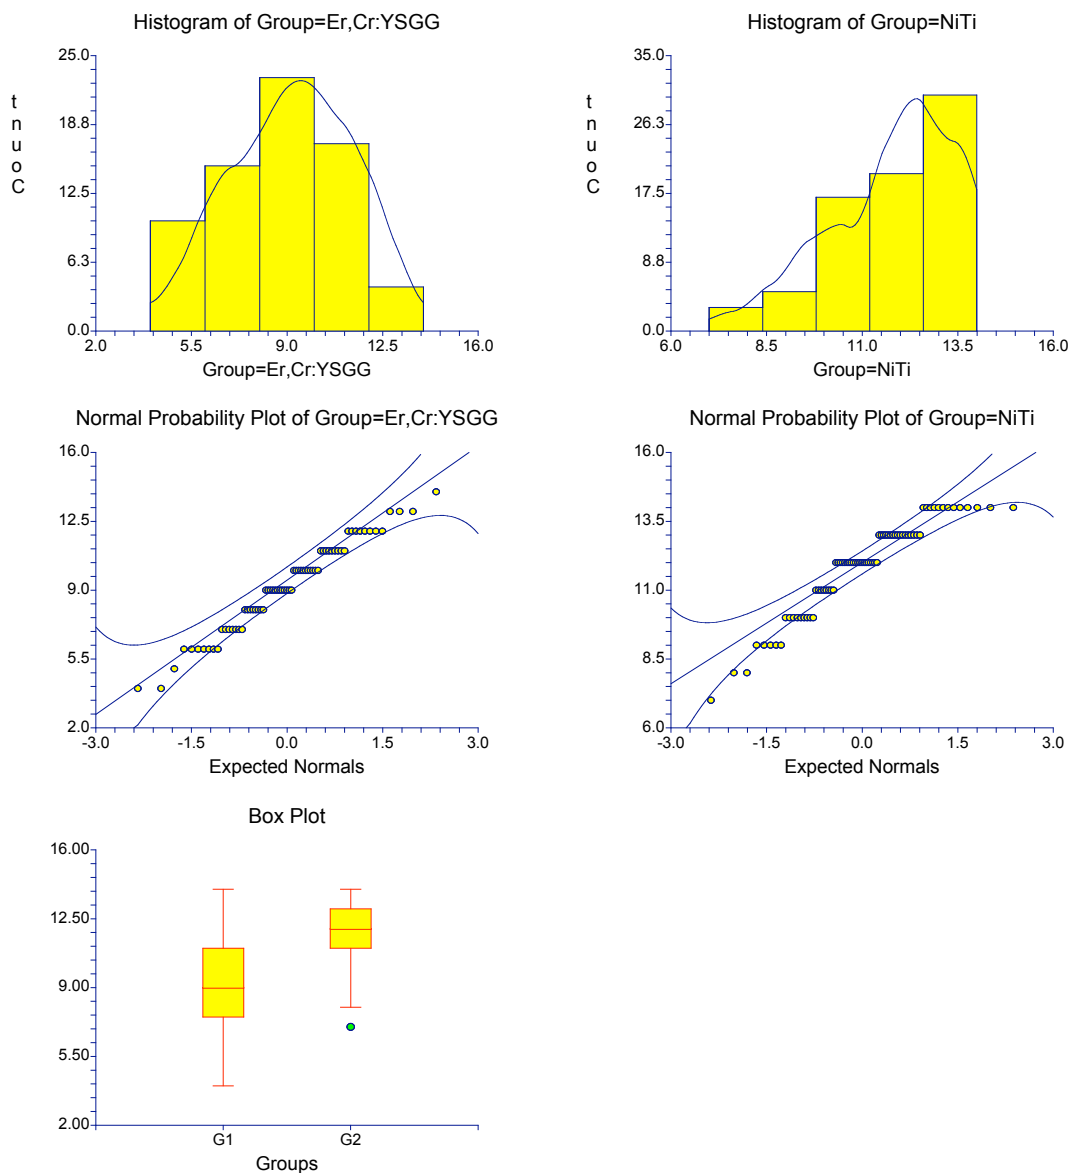 Histogram of Group=Er,Cr:YSGG
25.0
18.8
12.5
6.3
0.0
Count
2.0 5.5 9.0 12.5 16.0
Group=Er,Cr:YSGG
Histogram of Group=NiTi
35.0
26.3
17.5
8.8
0.0
Count
6.0 8.5 11.0 13.5 16.0
Group=NiTi
Normal Probability Plot of Group=Er,Cr:YSGG
16.0
12.5
9.0
5.5
2.0
-3.0 -1.5 0.0 1.5 3.0
Expected Normals
Normal Probability Plot of Group=NiTi
16.0
13.5
11.0
8.5
6.0
-3.0 -1.5 0.0 1.5 3.0
Expected Normals
Box Plot
16.00
12.50
9.00
5.50
2.00
G1 G2
Groups